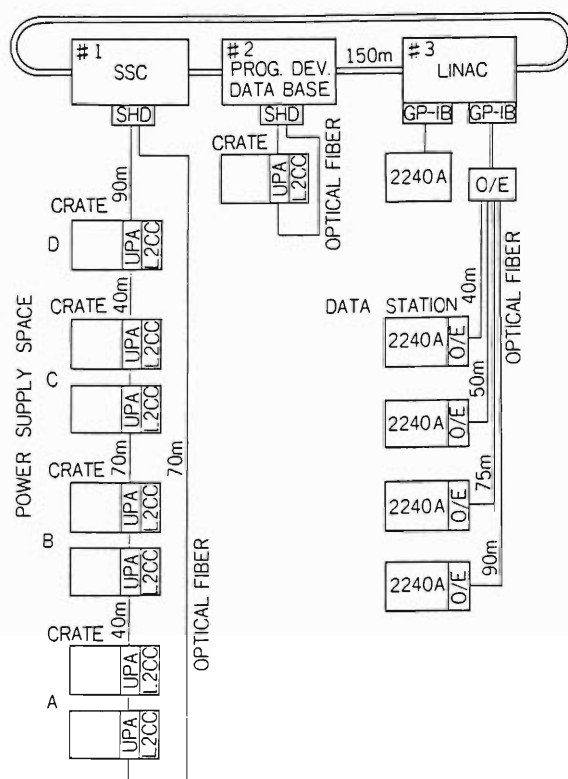 #1
SSC
SHD
#2
PROG. DEV.
DATA BASE
SHD
150m
#3
LINAC
GP-IB
GP-IB
2240A
O/E
CRATE
UPA
L2CC
OPTICAL FIBER
90m
CRATE
D
UPA
L2CC
40m
CRATE
C
UPA
L2CC
UPA
L2CC
70m
70m
CRATE
B
UPA
L2CC
UPA
L2CC
40m
CRATE
A
UPA
L2CC
UPA
L2CC
POWER SUPPLY SPACE
OPTICAL FIBER
DATA STATION
40m
OPTICAL FIBER
2240A
O/E
50m
2240A
O/E
75m
2240A
O/E
90m
2240A
O/E